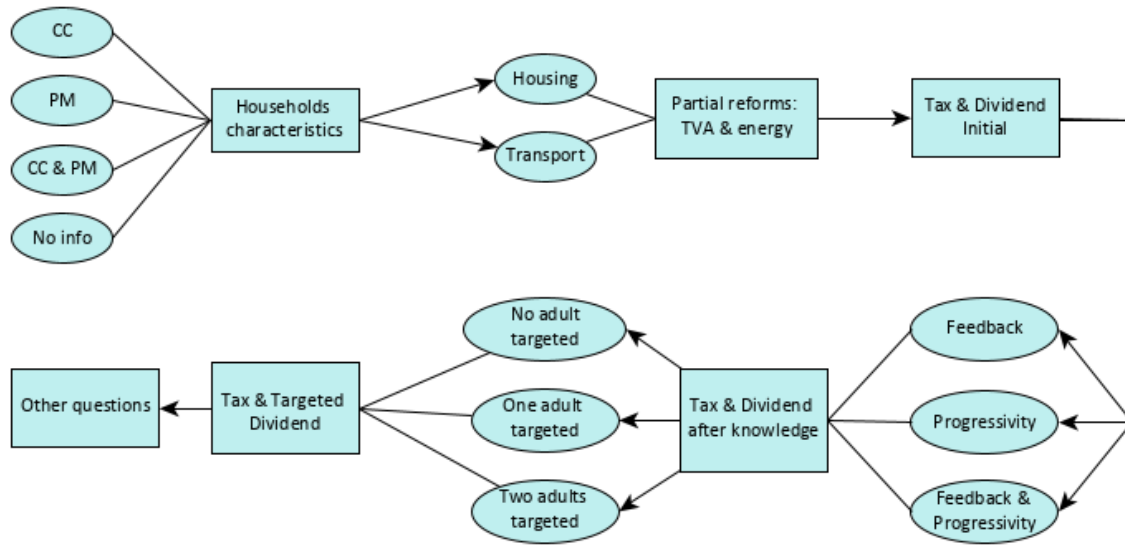 CC
PM
CC & PM
No info
Households
characteristics
Housing
Transport
Partial reforms:
TVA & energy
Tax & Dividend
Initial
Feedback
Progressivity
Feedback &
Progressivity
Tax & Dividend
after knowledge
No adult
targeted
One adult
targeted
Two adults
targeted
Tax & Targeted
Dividend
Other questions